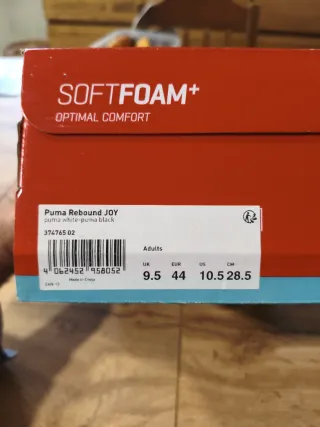 SOFTFOAM+
OPTIMAL COMFORT
Puma Rebound JOY
puma white-puma black
374765 02
Adults
UK EUR US CM
9.5 44 10.5 28.5
4 062452 958052
Made in China